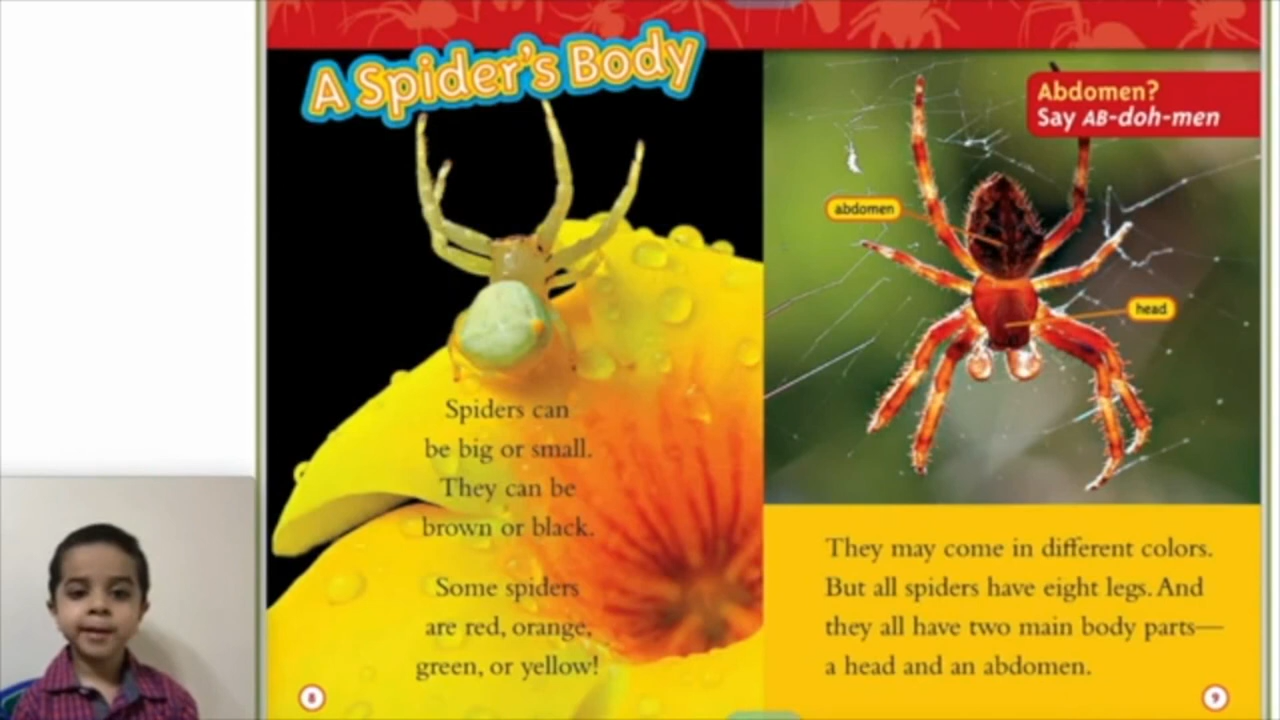 A Spider's Body
Spiders can
be big or small.
They can be
brown or black.
Some spiders
are red, orange,
green, or yellow!
8
Abdomen?
Say AB-doh-men
abdomen
head
They may come in different colors.
But all spiders have eight legs. And
they all have two main body parts—
a head and an abdomen.
9